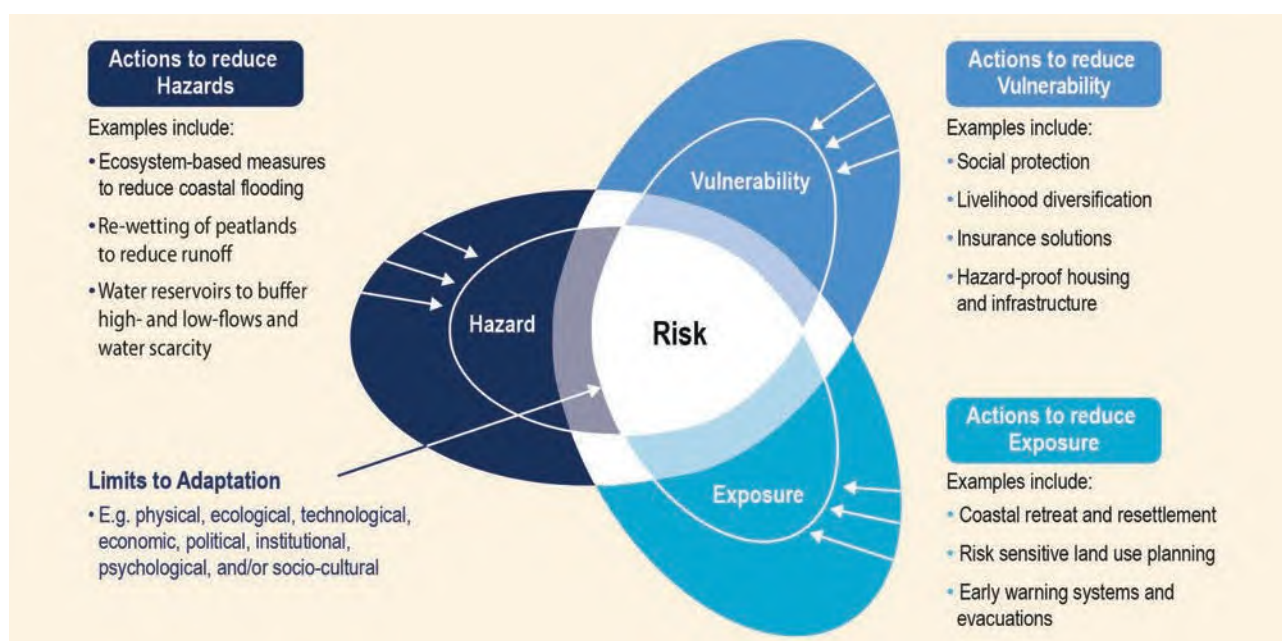 Actions to reduce
Hazards
Examples include:
• Ecosystem-based measures
to reduce coastal flooding
• Re-wetting of peatlands
to reduce runoff
• Water reservoirs to buffer
high- and low-flows and
water scarcity
Limits to Adaptation
• E.g. physical, ecological, technological,
economic, political, institutional,
psychological, and/or socio-cultural
Vulnerability
Hazard
Risk
Exposure
Actions to reduce
Vulnerability
Examples include:
• Social protection
• Livelihood diversification
• Insurance solutions
• Hazard-proof housing
and infrastructure
Actions to reduce
Exposure
Examples include:
• Coastal retreat and resettlement
• Risk sensitive land use planning
• Early warning systems and
evacuations